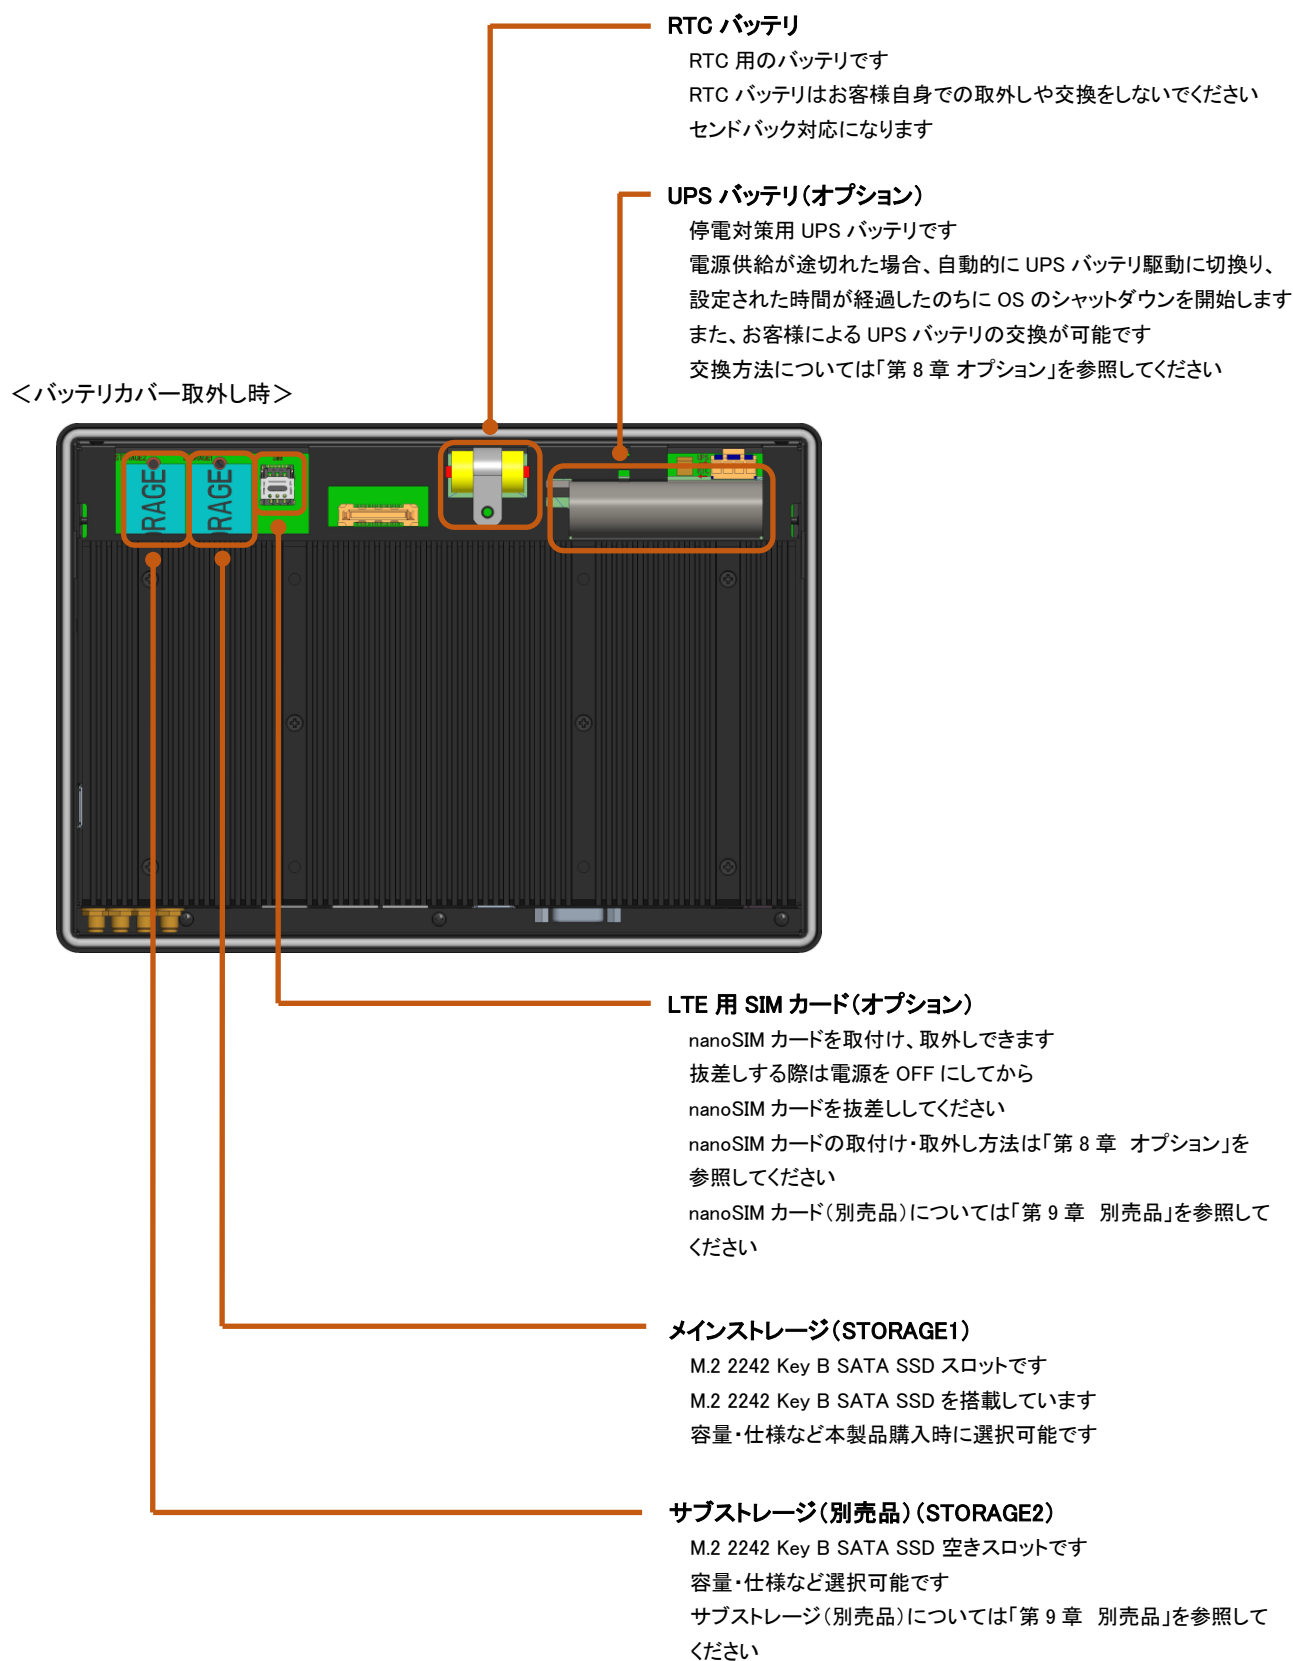 RTC バッテリ
RTC 用のバッテリです
RTC バッテリはお客様自身での取外しや交換をしないでください
センドバック対応になります
UPS バッテリ(オプション)
停電対策用 UPS バッテリです
電源供給が途切れた場合、自動的に UPS バッテリ駆動に切換り、
設定された時間が経過したのちに OS のシャットダウンを開始します
また、お客様による UPS バッテリの交換が可能です
交換方法については「第 8 章 オプション」を参照してください
<バッテリカバー取外し時>
RAGE
RAGE
LTE 用 SIM カード(オプション)
nanoSIM カードを取付け、取外しできます
抜差しする際は電源を OFF にしてから
nanoSIM カードを抜差ししてください
nanoSIM カードの取付け・取外し方法は「第 8 章 オプション」を
参照してください
nanoSIM カード(別売品)については「第 9 章 別売品」を参照して
ください
メインストレージ(STORAGE1)
M.2 2242 Key B SATA SSD スロットです
M.2 2242 Key B SATA SSD を搭載しています
容量・仕様など本製品購入時に選択可能です
サブストレージ(別売品)(STORAGE2)
M.2 2242 Key B SATA SSD 空きスロットです
容量・仕様など選択可能です
サブストレージ(別売品)については「第 9 章 別売品」を参照して
ください